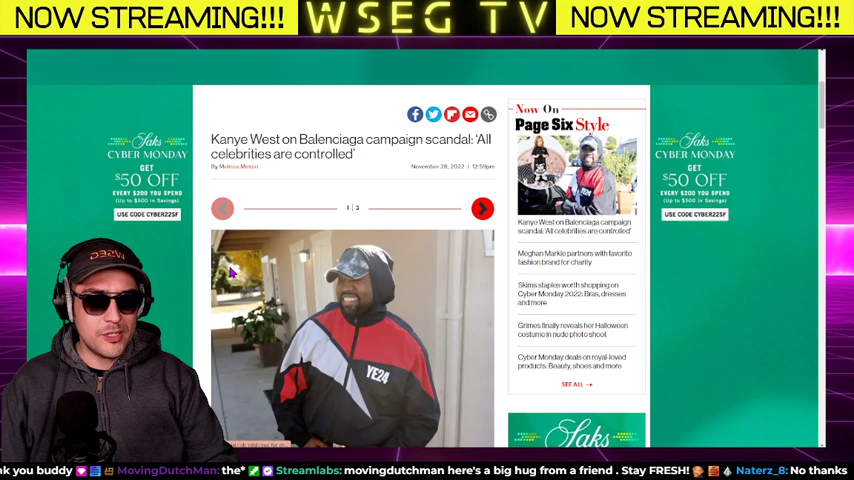 NOW STREAMING!!!
WSEG TV
NOW STREAMING!!!
Saks
CYBER MONDAY
GET
$50 OFF
EVERY $200 YOU SPEND
(Up to $500 in Savings)
USE CODE CYBER22SF
Kanye West on Balenciaga campaign scandal: 'All
celebrities are controlled'
By Melissa Minton
November 28, 2022 | 12:59pm
1 | 3
YE24
Now On
Page Six Style
Kanye West on Balenciaga campaign
scandal: 'All celebrities are controlled'
Meghan Markle partners with favorite
fashion brand for charity
Skims staples worth shopping on
Cyber Monday 2022: Bras, dresses
and more
Grimes finally reveals her Halloween
costume in nude photo shoot
Cyber Monday deals on royal-loved
products: Beauty, shoes and more
SEE ALL →
Saks
Saks
CYBER MONDAY
GET
$50 OFF
EVERY $200 YOU SPEND
(Up to $500 in Savings)
USE CODE CYBER22SF
nk you buddy MovingDutchMan: the* Streamlabs: movingdutchman here's a big hug from a friend . Stay FRESH! Naterz_8: No thanks